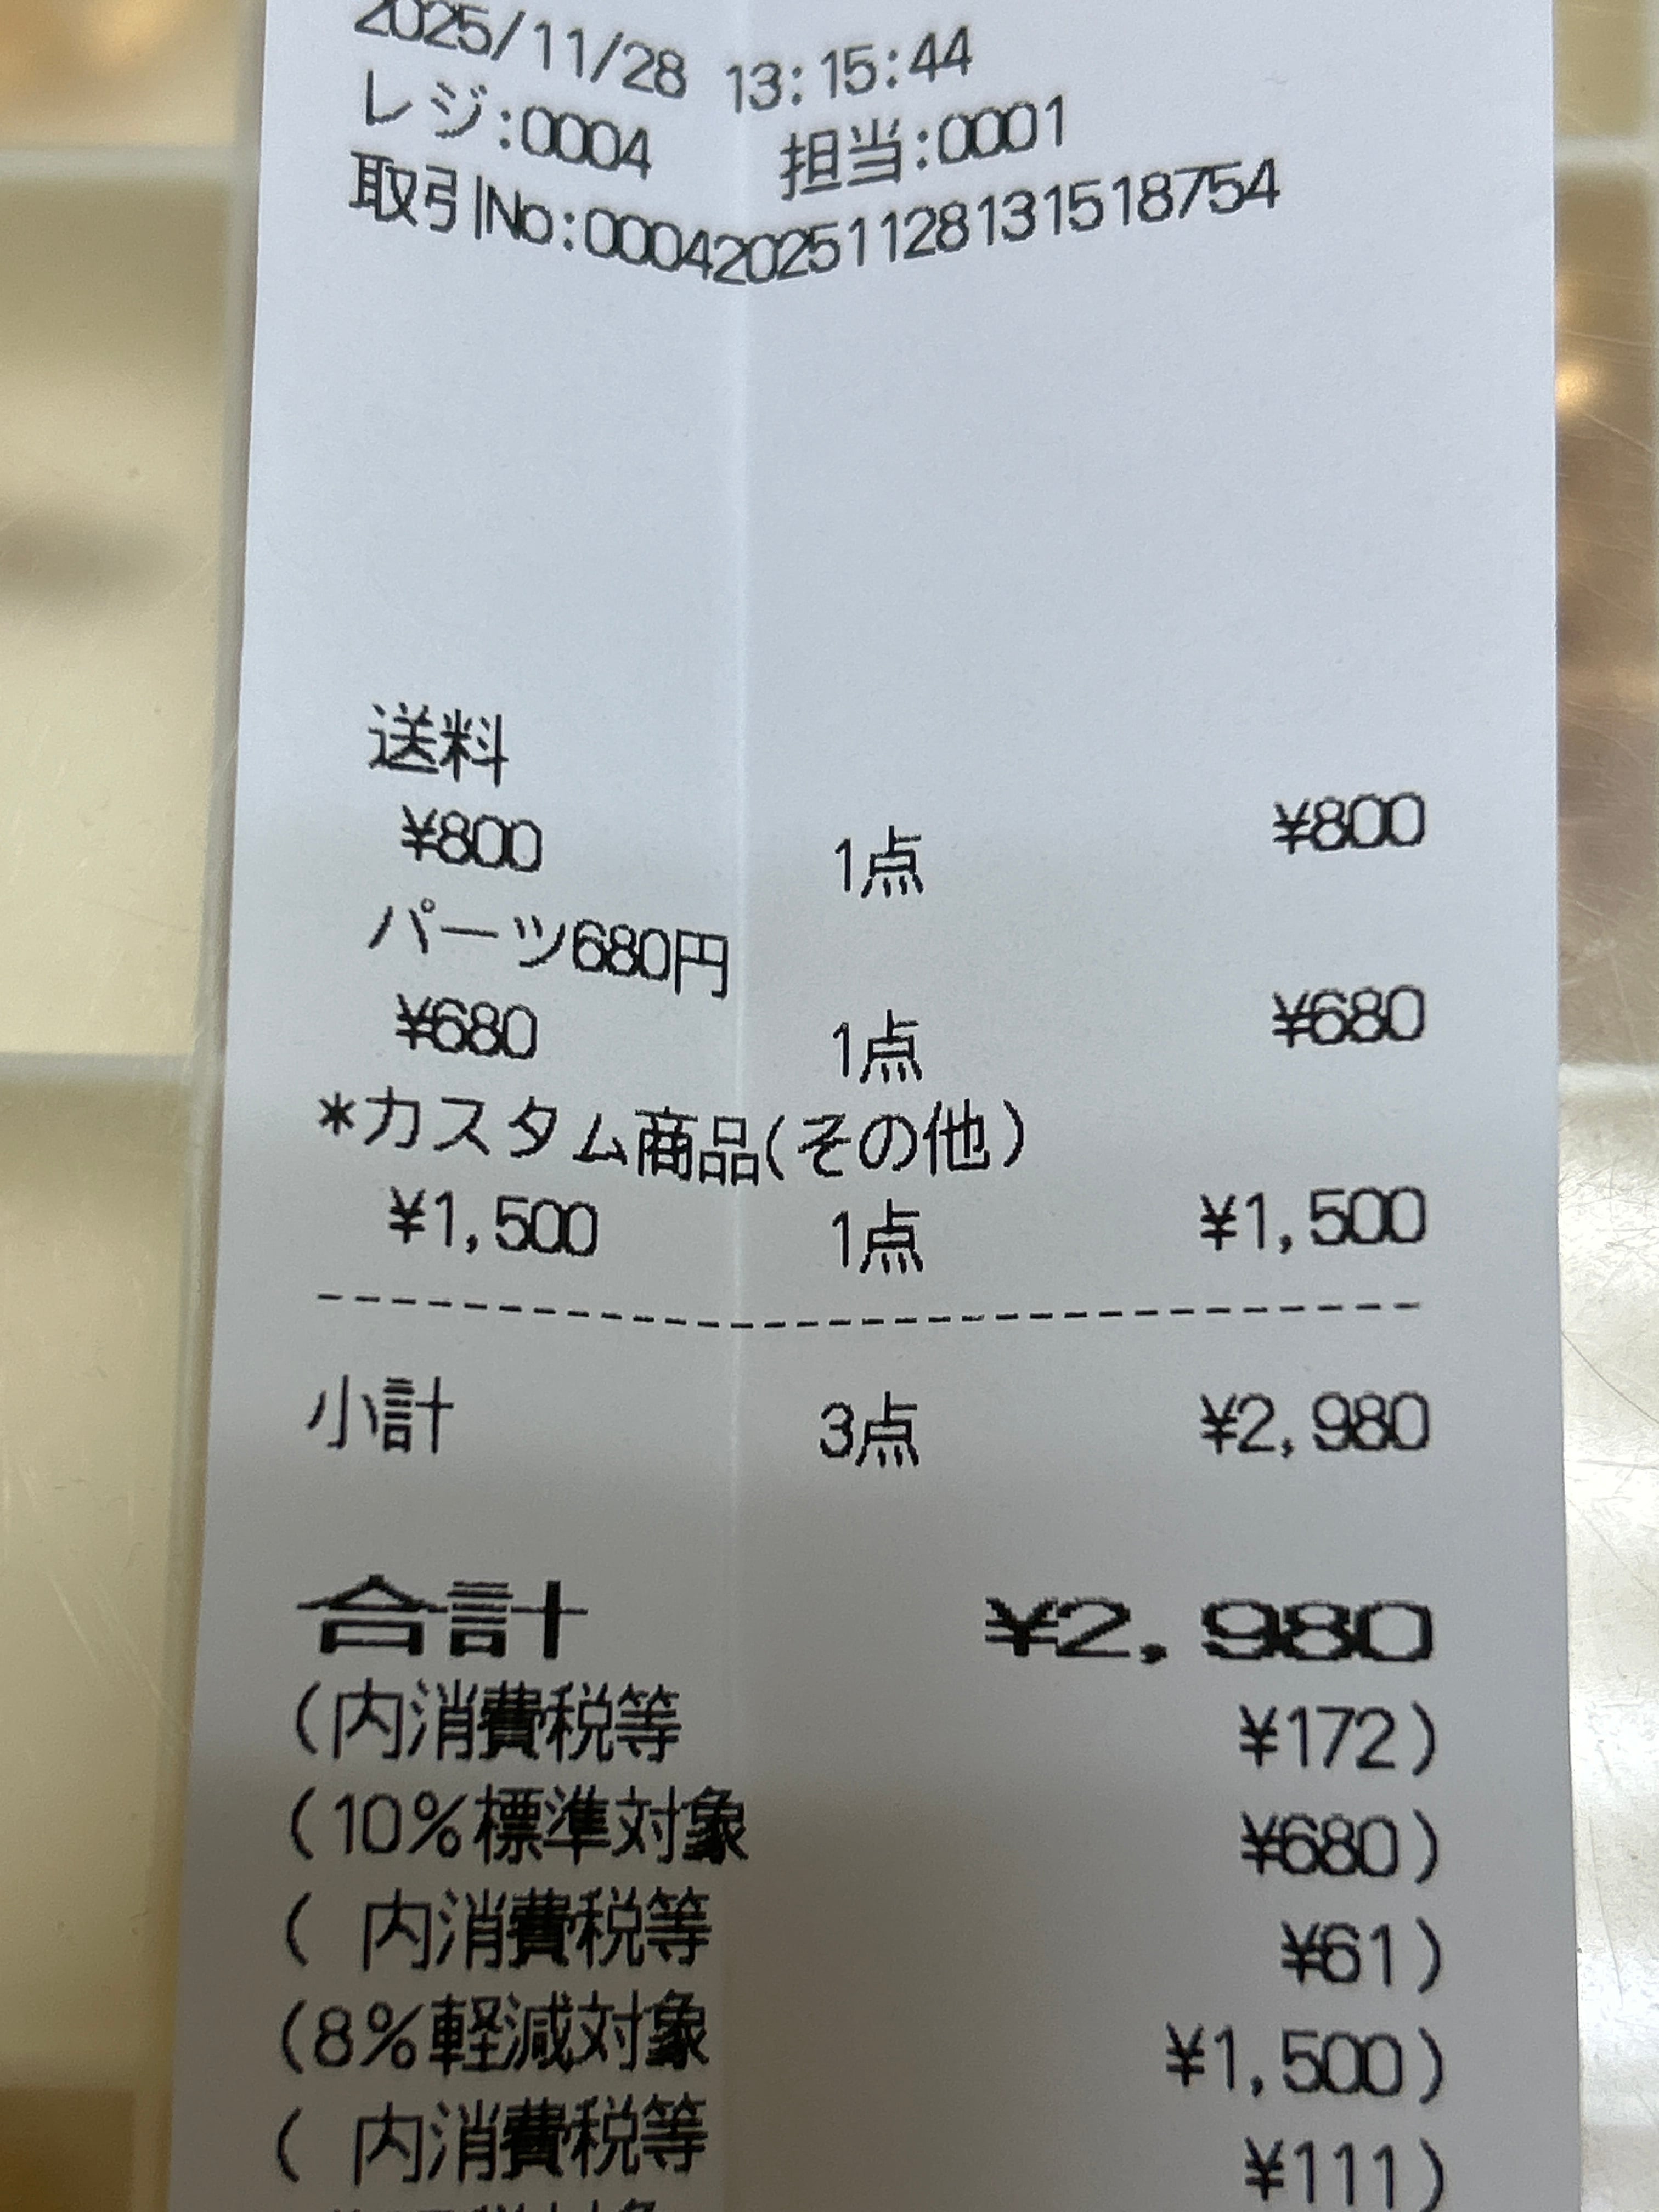 2025/11/28 13:15:44
レジ:0004 担当:0001
取引No:00042025112813151​8754
送料
¥800 1点 ¥800
パーツ680円
¥680 1点 ¥680
*カスタム商品(その他)
¥1,500 1点 ¥1,500
小計 3点 ¥2,980
合計 ¥2,980
(内消費税等 ¥172)
(10%標準対象 ¥680)
( 内消費税等 ¥61)
(8%軽減対象 ¥1,500)
( 内消費税等 ¥111)